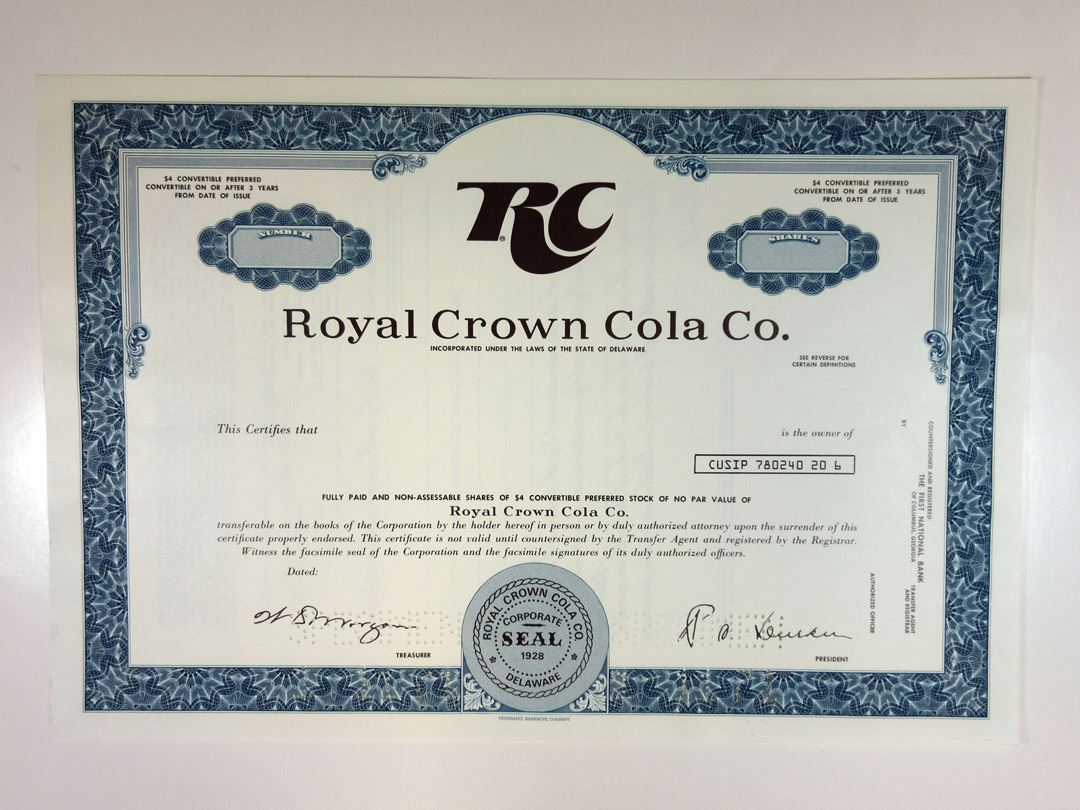 $4 CONVERTIBLE PREFERRED
CONVERTIBLE ON OR AFTER 3 YEARS
FROM DATE OF ISSUE
NUMBER
RC
®
$4 CONVERTIBLE PREFERRED
CONVERTIBLE ON OR AFTER 3 YEARS
FROM DATE OF ISSUE
SHARES
Royal Crown Cola Co.
INCORPORATED UNDER THE LAWS OF THE STATE OF DELAWARE
SEE REVERSE FOR
CERTAIN DEFINITIONS
This Certifies that
is the owner of
CUSIP 780240 20 6
FULLY PAID AND NON-ASSESSABLE SHARES OF $4 CONVERTIBLE PREFERRED STOCK OF NO PAR VALUE OF
Royal Crown Cola Co.
transferable on the books of the Corporation by the holder hereof in person or by duly authorized attorney upon the surrender of this
certificate properly endorsed. This certificate is not valid until countersigned by the Transfer Agent and registered by the Registrar.
Witness the facsimile seal of the Corporation and the facsimile signatures of its duly authorized officers.
Dated:
TREASURER
ROYAL CROWN COLA CO.
CORPORATE
SEAL
1928
DELAWARE
PRESIDENT
COUNTERSIGNED AND REGISTERED:
THE FIRST NATIONAL BANK
OF COLUMBUS, GEORGIA
TRANSFER AGENT
AND REGISTRAR
BY
AUTHORIZED OFFICER
FEDERATED BANKNOTE COMPANY